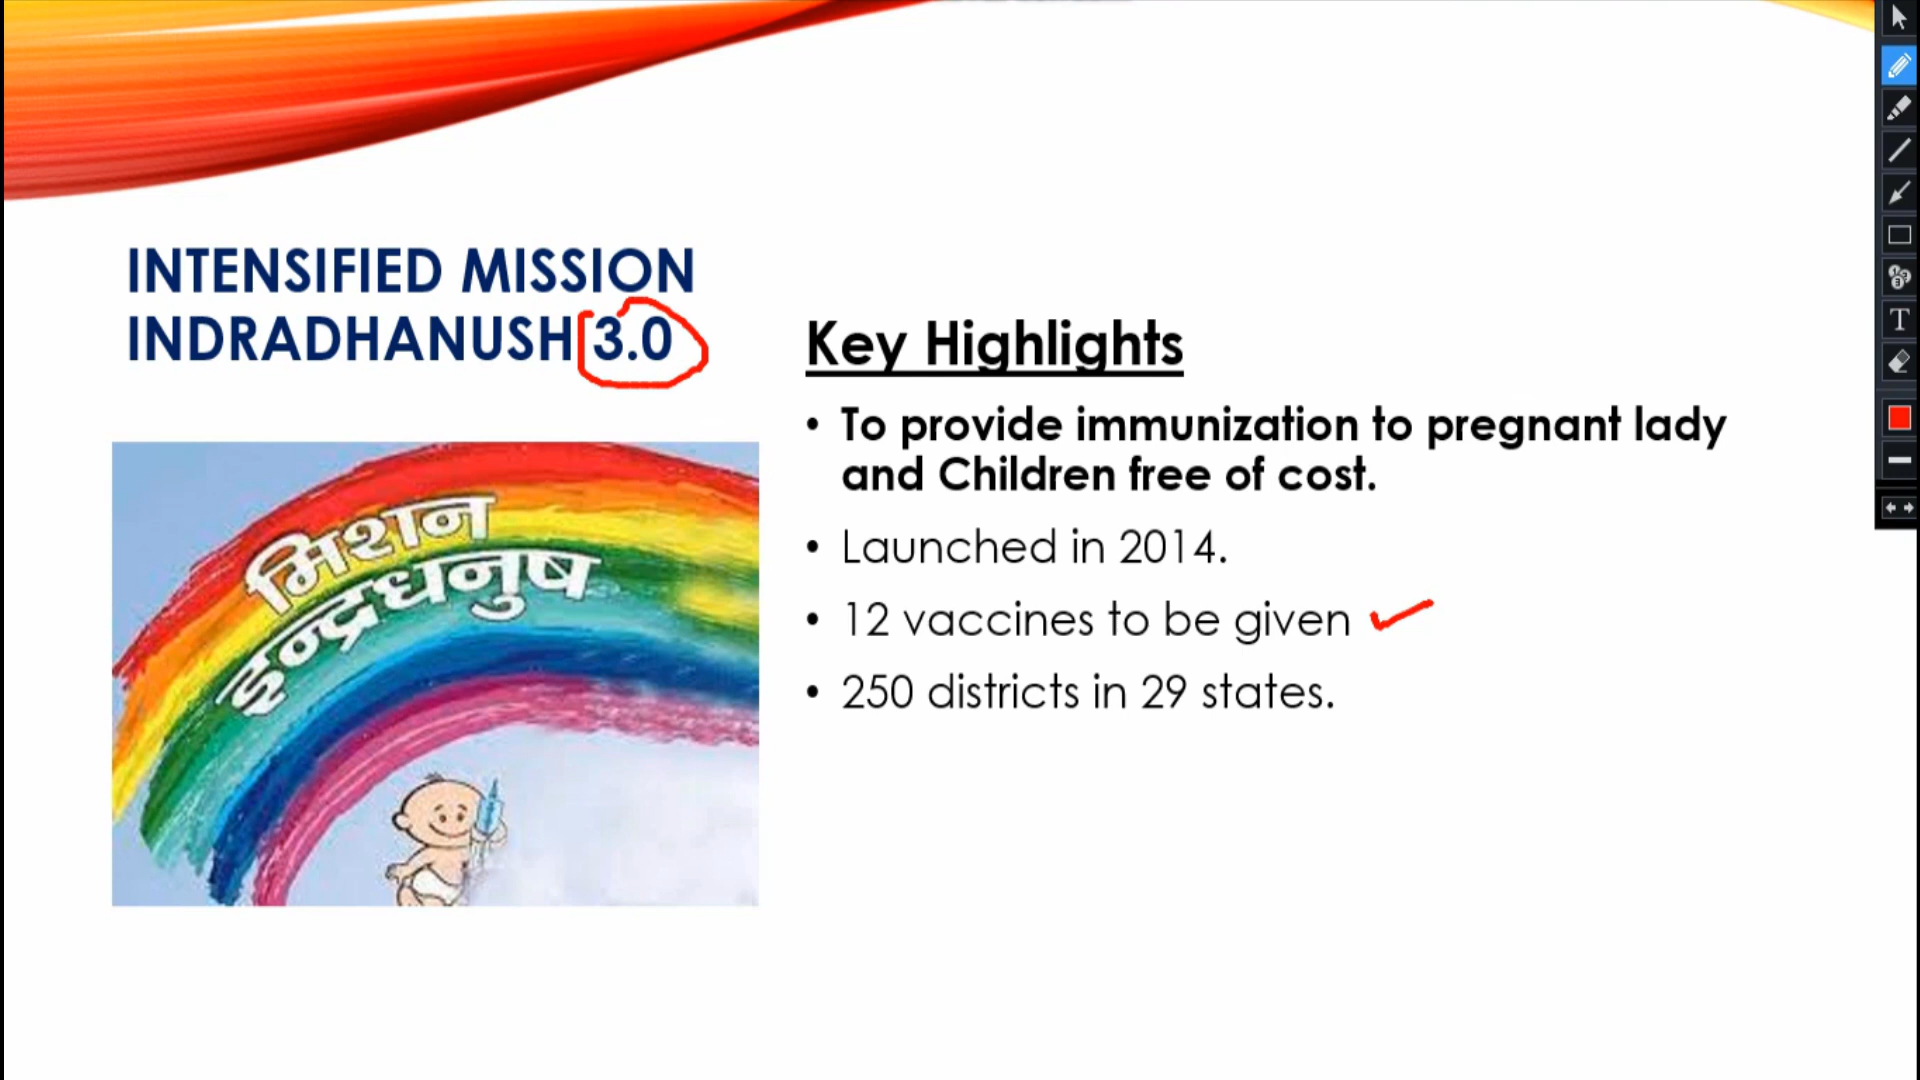 INTENSIFIED MISSION
INDRADHANUSH 3.0
मिशन
इन्द्रधनुष
Key Highlights
• To provide immunization to pregnant lady
and Children free of cost.
• Launched in 2014.
• 12 vaccines to be given
• 250 districts in 29 states.
T